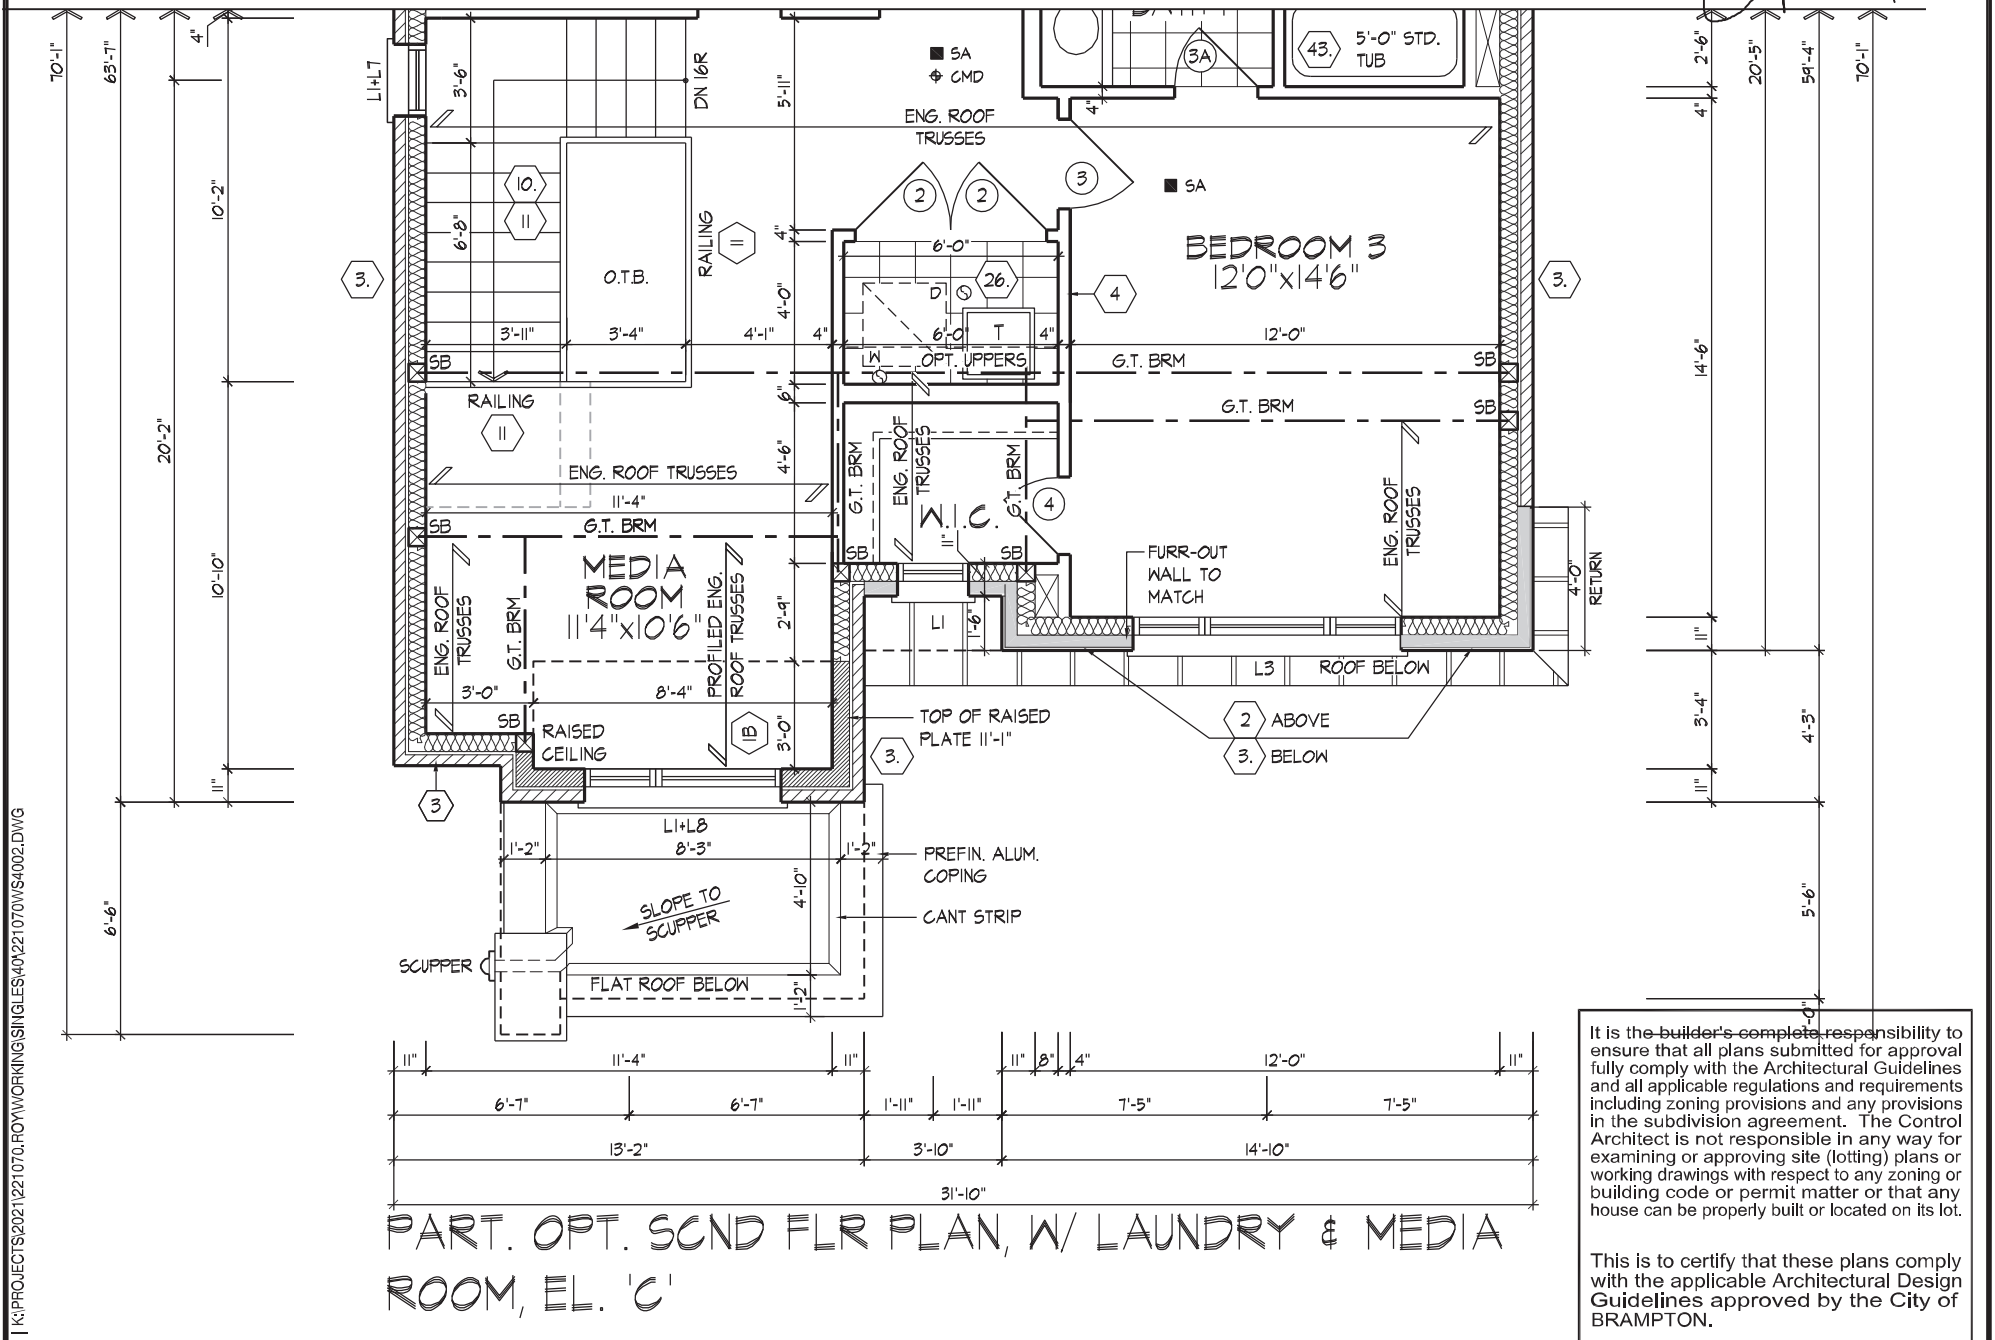 70'-1"
63'-7"
4"
L1+L7
3'-6"
DN 16R
5'-11"
SA
CMD
3A
43.
5'-0" STD.
TUB
2'-6"
20'-5"
59'-4"
70'-1"
4"
4"
ENG. ROOF
TRUSSES
10'-2"
10.
11
6'-8"
RAILING
11
O.T.B.
2
2
3
SA
4"
6'-0"
BEDROOM 3
12'0"x14'6"
3.
3.
26.
D
4
4'-0"
3'-11"
3'-4"
4'-1"
4"
6'-0"
T
4"
12'-0"
SB
W
OPT. UPPERS
G.T. BRM
SB
14'-6"
RAILING
11
6"
G.T. BRM
SB
20'-2"
4'-6"
G.T. BRM
ENG. ROOF
TRUSSES
G.T. BRM
ENG. ROOF TRUSSES
11'-4"
W.I.C.
4
ENG. ROOF
TRUSSES
SB
G.T. BRM
11"
SB
SB
FURR-OUT
WALL TO
MATCH
MEDIA
ROOM
11'4"x10'6"
10'-10"
ENG. ROOF
TRUSSES
G.T. BRM
PROFILED ENG.
ROOF TRUSSES
2'-9"
L1
4'-0"
RETURN
11"
L3
ROOF BELOW
3'-0"
8'-4"
SB
RAISED
CEILING
1B
3'-0"
TOP OF RAISED
PLATE 11'-1"
3.
2
ABOVE
3.
BELOW
3'-4"
4'-3"
11"
3
11"
L1+L8
1'-2"
8'-3"
1'-2"
PREFIN. ALUM.
COPING
4'-10"
SLOPE TO
SCUPPER
CANT STRIP
6'-6"
5'-6"
SCUPPER
FLAT ROOF BELOW
1'-2"
11"
11'-4"
11"
11"
8"
4"
12'-0"
11"
6'-7"
6'-7"
1'-11"
1'-11"
7'-5"
7'-5"
13'-2"
3'-10"
14'-10"
31'-10"
PART. OPT. SCND FLR PLAN, W/ LAUNDRY & MEDIA
ROOM, EL. 'C'
K:\PROJECTS\2021\221070.ROY\WORKING\SINGLES\40\221070WS4002.DWG
It is the builder's complete responsibility to
ensure that all plans submitted for approval
fully comply with the Architectural Guidelines
and all applicable regulations and requirements
including zoning provisions and any provisions
in the subdivision agreement. The Control
Architect is not responsible in any way for
examining or approving site (lotting) plans or
working drawings with respect to any zoning or
building code or permit matter or that any
house can be properly built or located on its lot.
This is to certify that these plans comply
with the applicable Architectural Design
Guidelines approved by the City of
BRAMPTON.